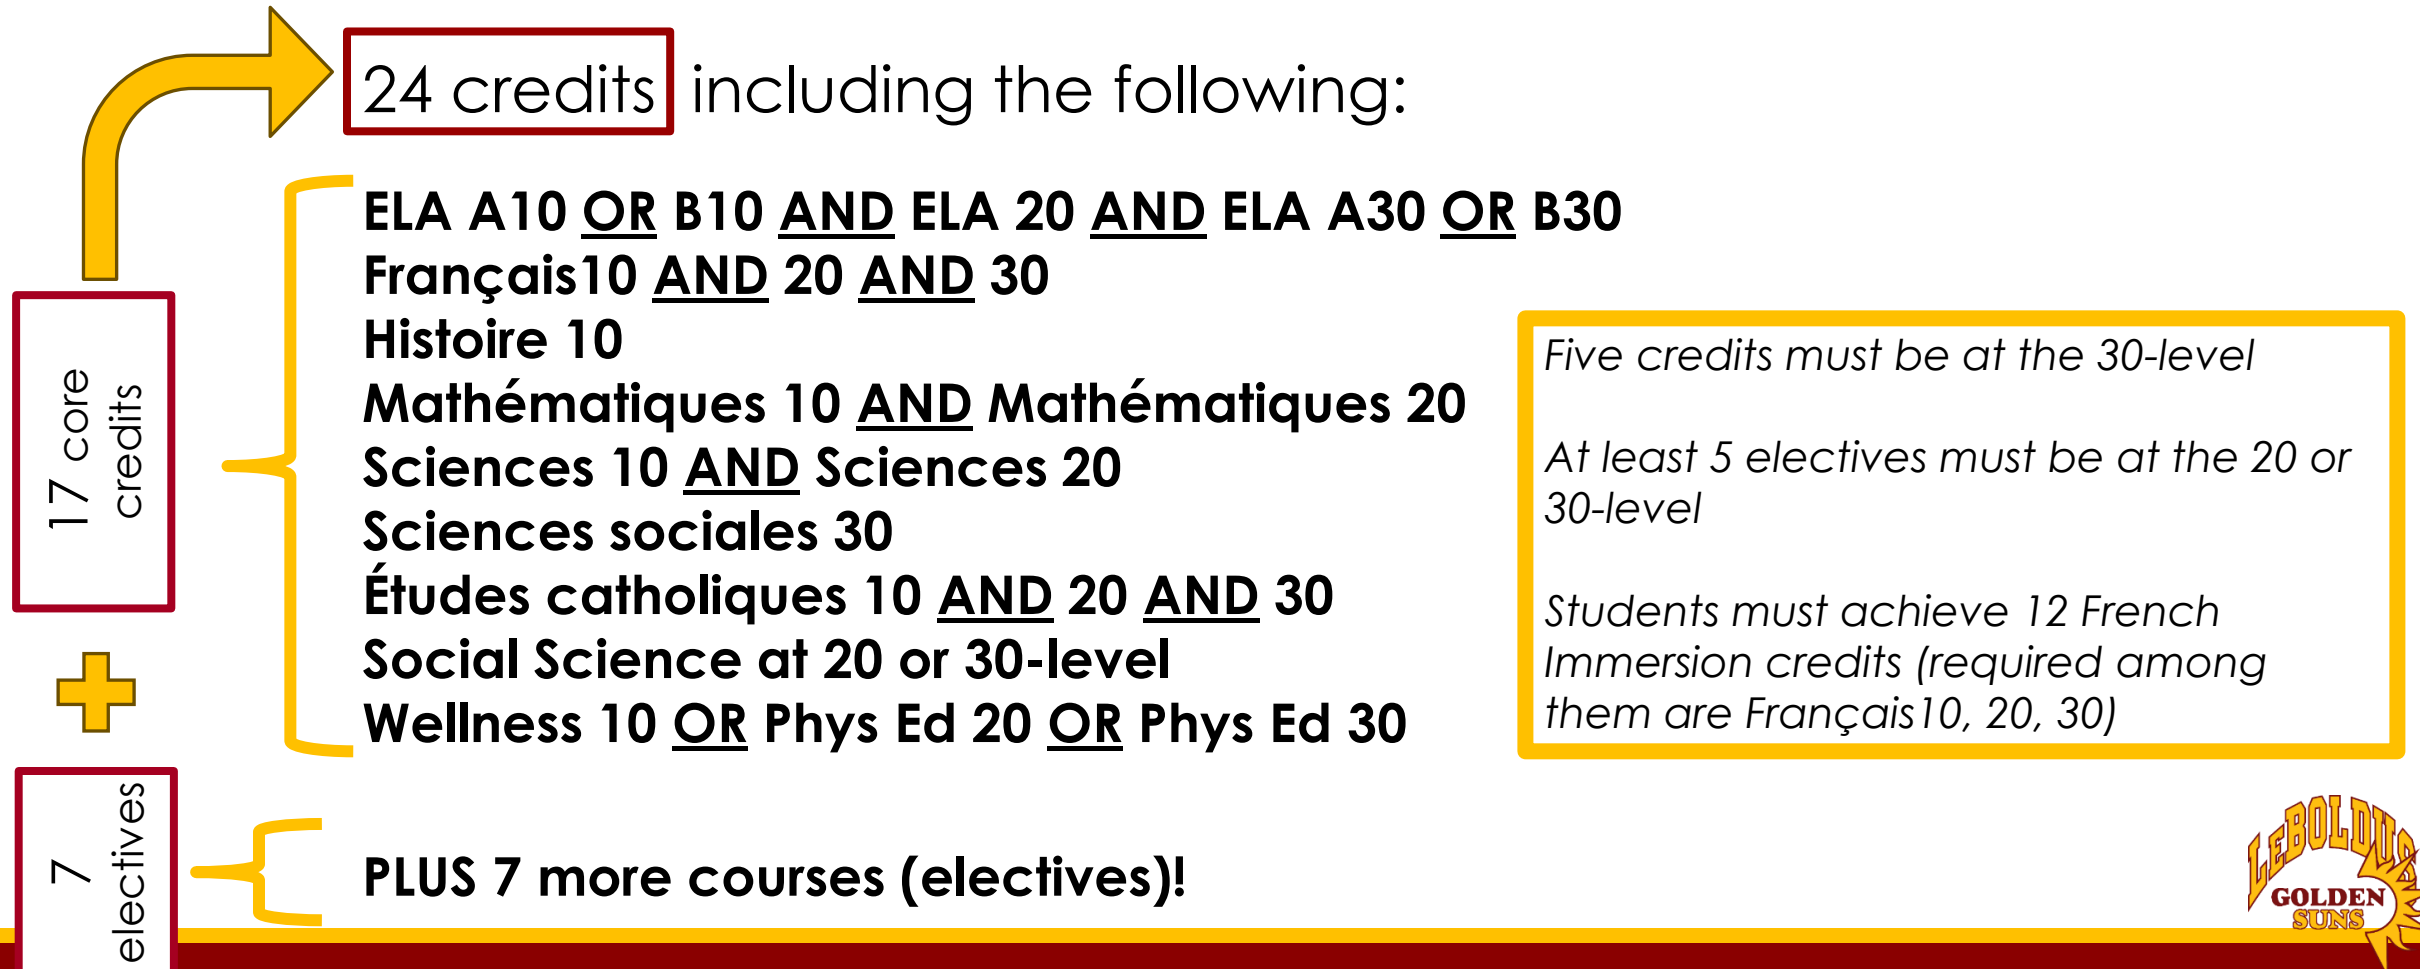 24 credits including the following:
ELA A10 OR B10 AND ELA 20 AND ELA A30 OR B30
Français10 AND 20 AND 30
Histoire 10
Mathématiques 10 AND Mathématiques 20
Sciences 10 AND Sciences 20
Sciences sociales 30
Études catholiques 10 AND 20 AND 30
Social Science at 20 or 30-level
Wellness 10 OR Phys Ed 20 OR Phys Ed 30
PLUS 7 more courses (electives)!
17 core
credits
7
electives
Five credits must be at the 30-level
At least 5 electives must be at the 20 or
30-level
Students must achieve 12 French
Immersion credits (required among
them are Français10, 20, 30)
LEBOLDUS
GOLDEN
SUNS